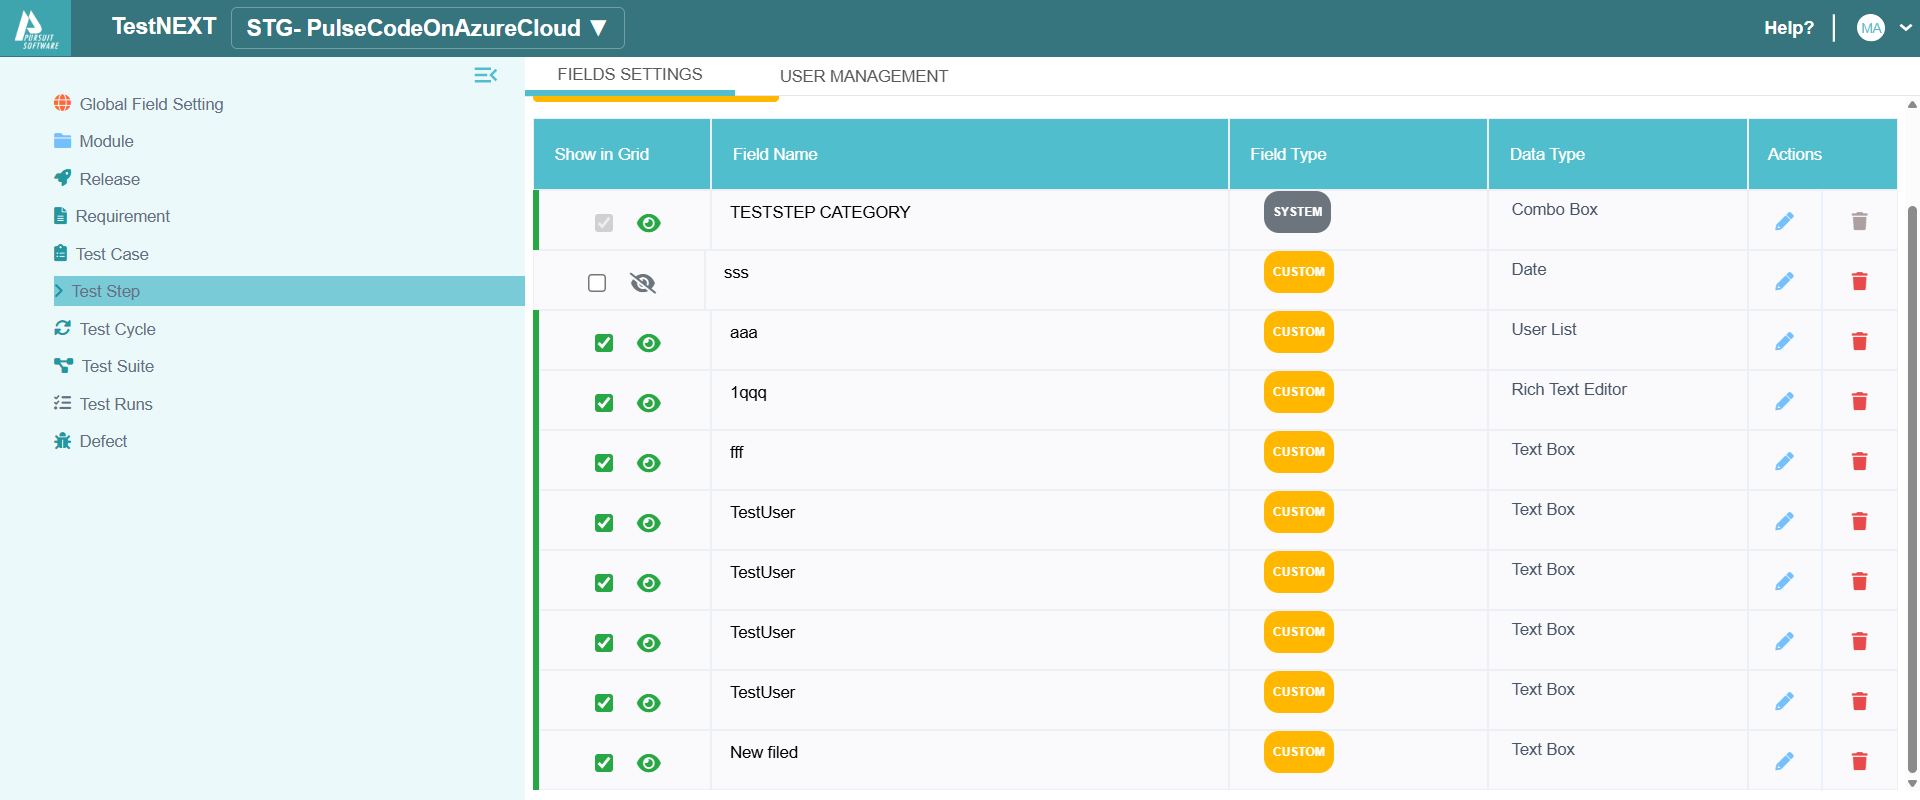 PURSUIT
SOFTWARE
TestNEXT
STG- PulseCodeOnAzureCloud ▼
Help?
MA
Global Field Setting
Module
Release
Requirement
Test Case
Test Step
Test Cycle
Test Suite
Test Runs
Defect
FIELDS SETTINGS
USER MANAGEMENT
Show in Grid Field Name Field Type Data Type Actions
TESTSTEP CATEGORY SYSTEM Combo Box
sss CUSTOM Date
aaa CUSTOM User List
1qqq CUSTOM Rich Text Editor
fff CUSTOM Text Box
TestUser CUSTOM Text Box
TestUser CUSTOM Text Box
TestUser CUSTOM Text Box
TestUser CUSTOM Text Box
New filed CUSTOM Text Box